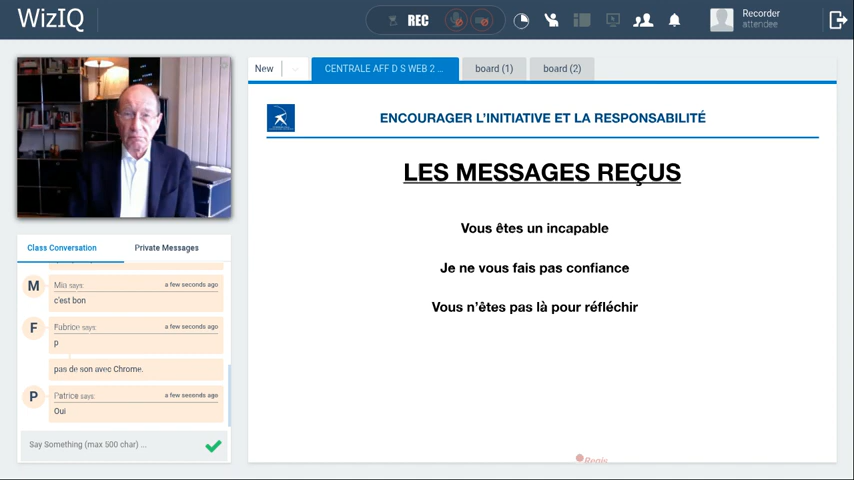 WizIQ
REC
Recorder
attendee
New
CENTRALE AFF D S WEB 2 ...
board (1)
board (2)
ENCOURAGER L'INITIATIVE ET LA RESPONSABILITÉ
LES MESSAGES REÇUS
Vous êtes un incapable
Je ne vous fais pas confiance
Vous n'êtes pas là pour réfléchir
Regis
Class Conversation
Private Messages
M
says:
a few seconds ago
c'est bon
F
Fabrice says:
a few seconds ago
p
pas de son avec Chrome.
P
Patrice says:
a few seconds ago
Oui
Say Something (max 500 char) ...